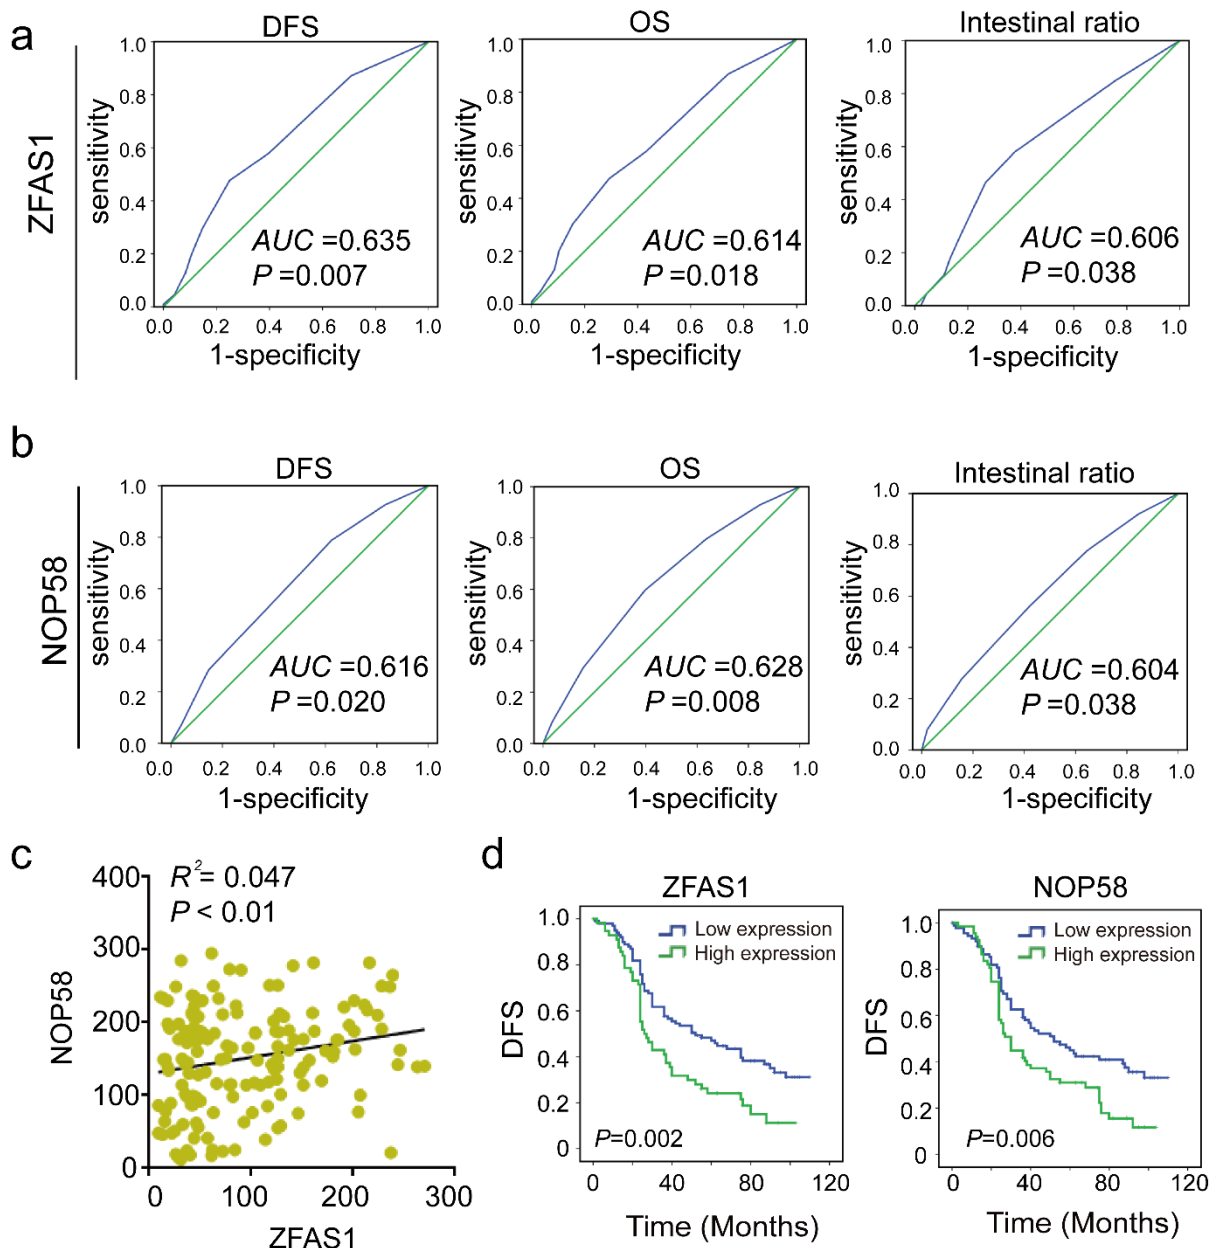 a
DFS
OS
Intestinal ratio
ZFAS1
sensitivity
1.0
0.8
0.6
0.4
0.2
0.0
AUC =0.635
P =0.007
0.0 0.2 0.4 0.6 0.8 1.0
1-specificity
sensitivity
1.0
0.8
0.6
0.4
0.2
0.0
AUC =0.614
P =0.018
0.0 0.2 0.4 0.6 0.8 1.0
1-specificity
sensitivity
1.0
0.8
0.6
0.4
0.2
0.0
AUC =0.606
P =0.038
0.0 0.2 0.4 0.6 0.8 1.0
1-specificity
b
DFS
OS
Intestinal ratio
NOP58
sensitivity
1.0
0.8
0.6
0.4
0.2
0.0
AUC =0.616
P =0.020
0.0 0.2 0.4 0.6 0.8 1.0
1-specificity
sensitivity
1.0
0.8
0.6
0.4
0.2
0.0
AUC =0.628
P =0.008
0.0 0.2 0.4 0.6 0.8 1.0
1-specificity
sensitivity
1.0
0.8
0.6
0.4
0.2
0.0
AUC =0.604
P =0.038
0.0 0.2 0.4 0.6 0.8 1.0
1-specificity
c
NOP58
400
300
200
100
0
R²= 0.047
P < 0.01
0 100 200 300
ZFAS1
d
ZFAS1
DFS
1.0
0.8
0.6
0.4
0.2
0
Low expression
High expression
P=0.002
0 40 80 120
Time (Months)
NOP58
DFS
1.0
0.8
0.6
0.4
0.2
0
Low expression
High expression
P=0.006
0 40 80 120
Time (Months)